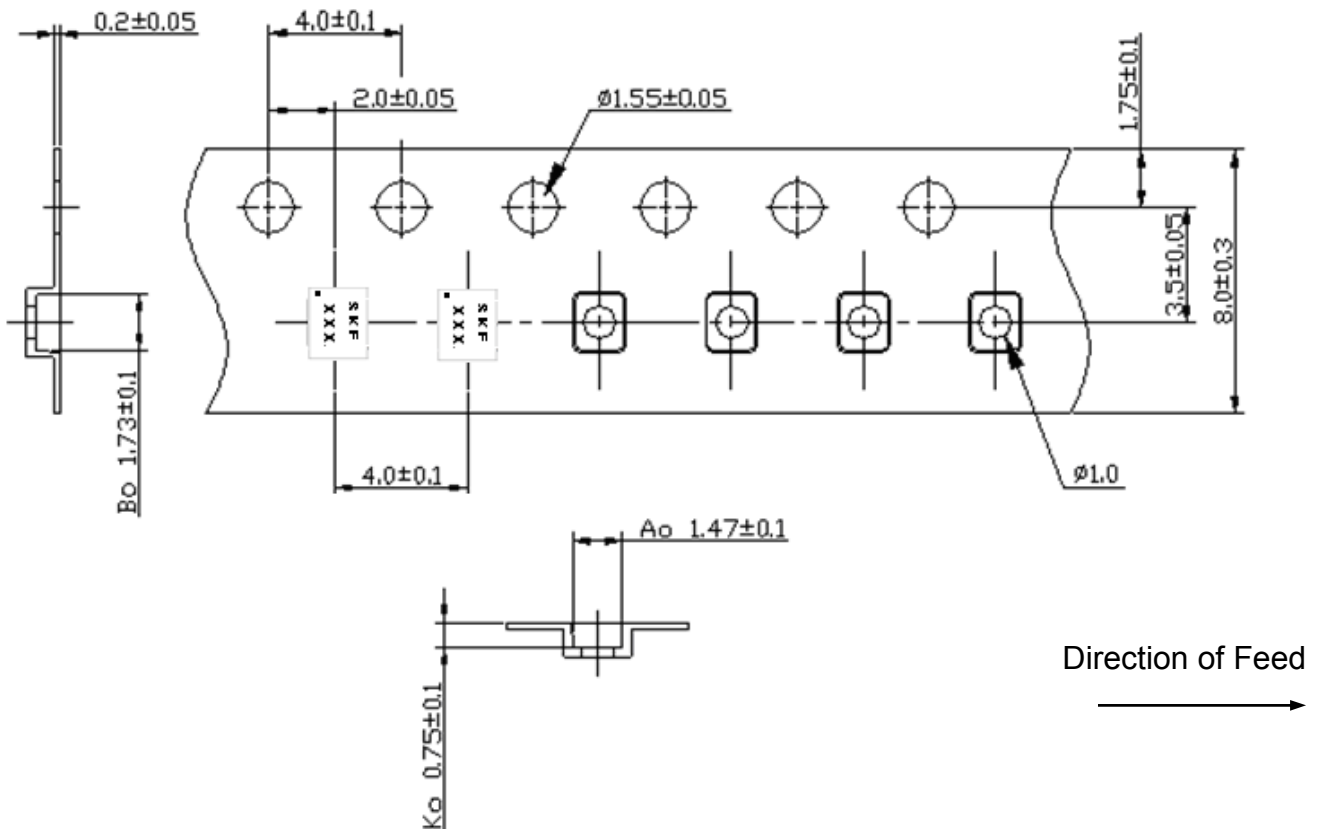 0.2±0.05
4.0±0.1
2.0±0.05
Ø1.55±0.05
1.75±0.1
3.5±0.05
8.0±0.3
SKF
XXX
SKF
XXX
Bo 1.73±0.1
4.0±0.1
Ø1.0
Ao 1.47±0.1
Ko 0.75±0.1
Direction of Feed